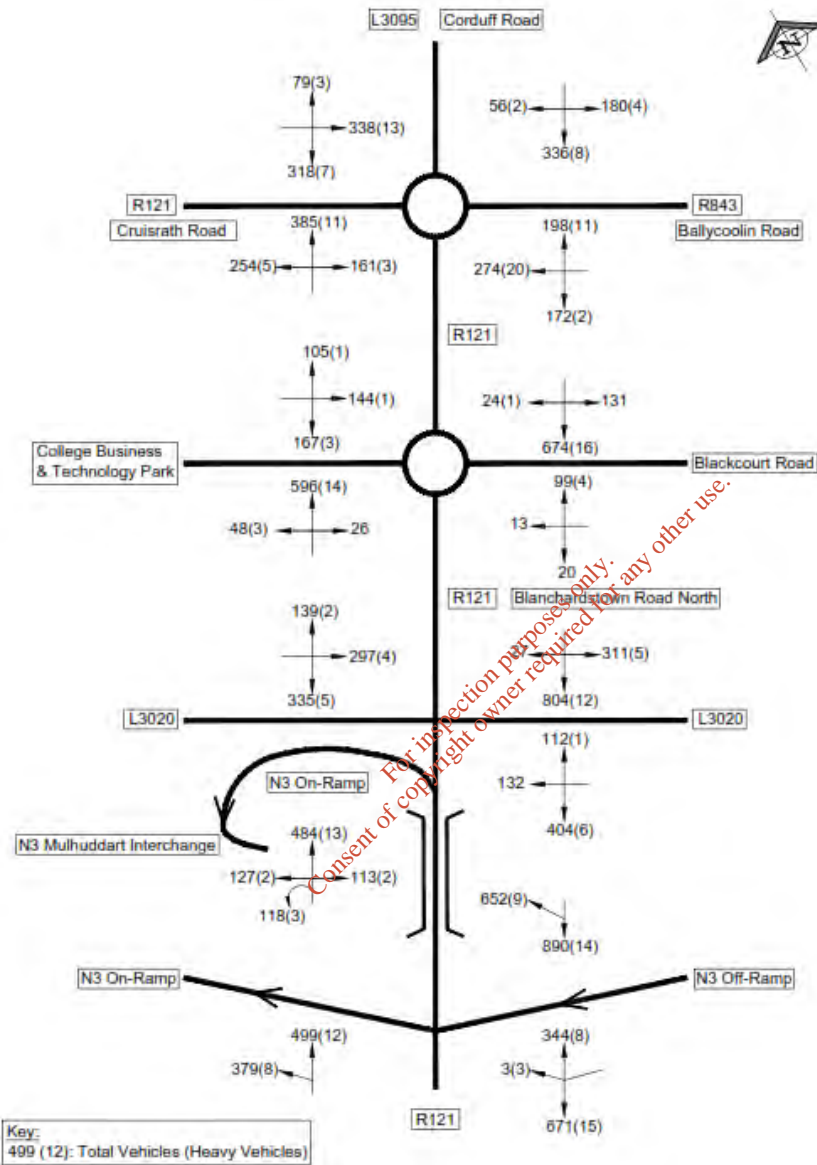 L3095 Corduff Road
N
79(3)
56(2) 180(4)
338(13)
336(8)
318(7)
R121 R843
Cruisrath Road Ballycoolin Road
385(11) 198(11)
254(5) 161(3) 274(20)
172(2)
R121
105(1)
144(1) 24(1) 131
167(3) 674(16)
College Business
& Technology Park
Blackcourt Road
596(14) 99(4)
48(3) 26 13
20
R121 Blanchardstown Road North
139(2)
297(4) 311(5)
335(5) 804(12)
L3020 L3020
112(1)
N3 On-Ramp
132
404(6)
N3 Mulhuddart Interchange
484(13)
127(2) 113(2)
118(3)
652(9)
890(14)
N3 On-Ramp N3 Off-Ramp
499(12) 344(8)
379(8) 3(3)
671(15)
R121
Key:
499 (12): Total Vehicles (Heavy Vehicles)
For inspection purposes only.
Consent of copyright owner required for any other use.